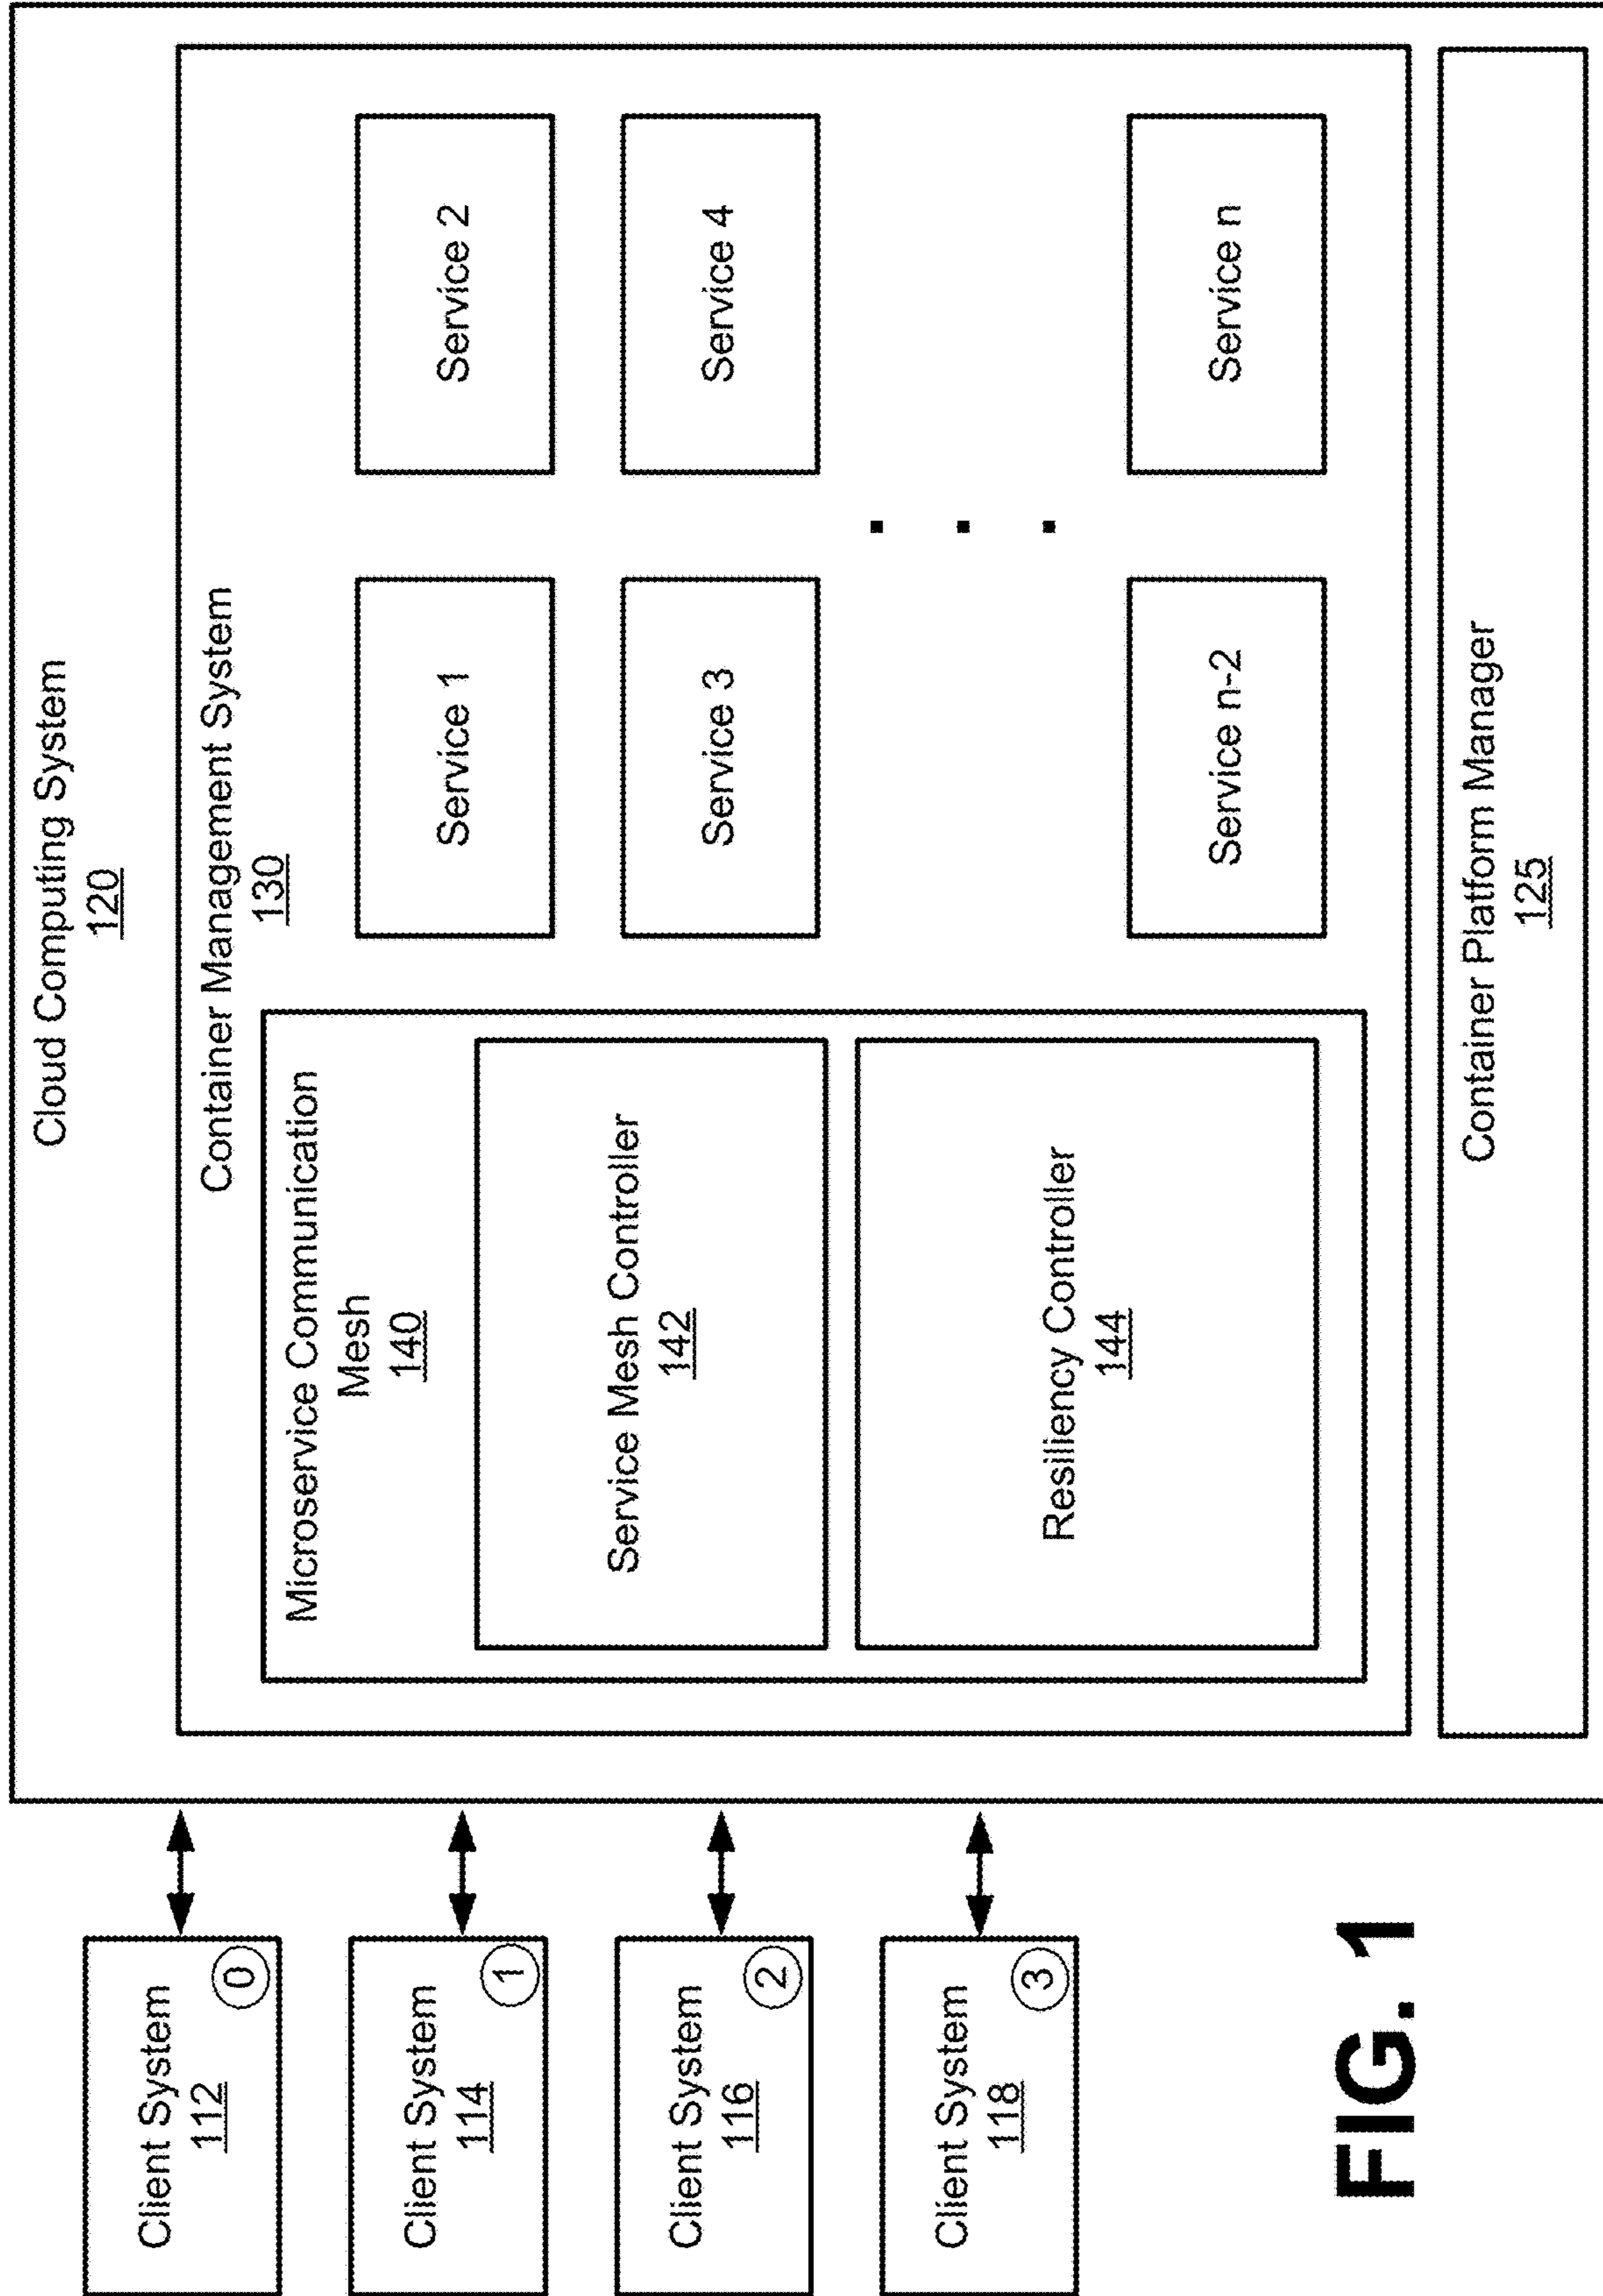 Cloud Computing System
120
Container Management System
130
Microservice Communication
Mesh
140
Service Mesh Controller
142
Resiliency Controller
144
Service 1
Service 2
Service 3
Service 4
. . .
Service n-2
Service n
Container Platform Manager
125
Client System
112
0
Client System
114
1
Client System
116
2
Client System
118
3
FIG. 1